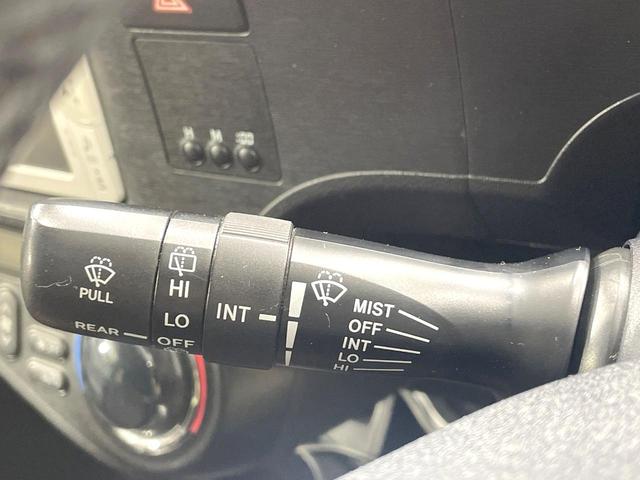 H M
PULL
REAR
HI
LO
OFF
INT
MIST
OFF
INT
LO
HI